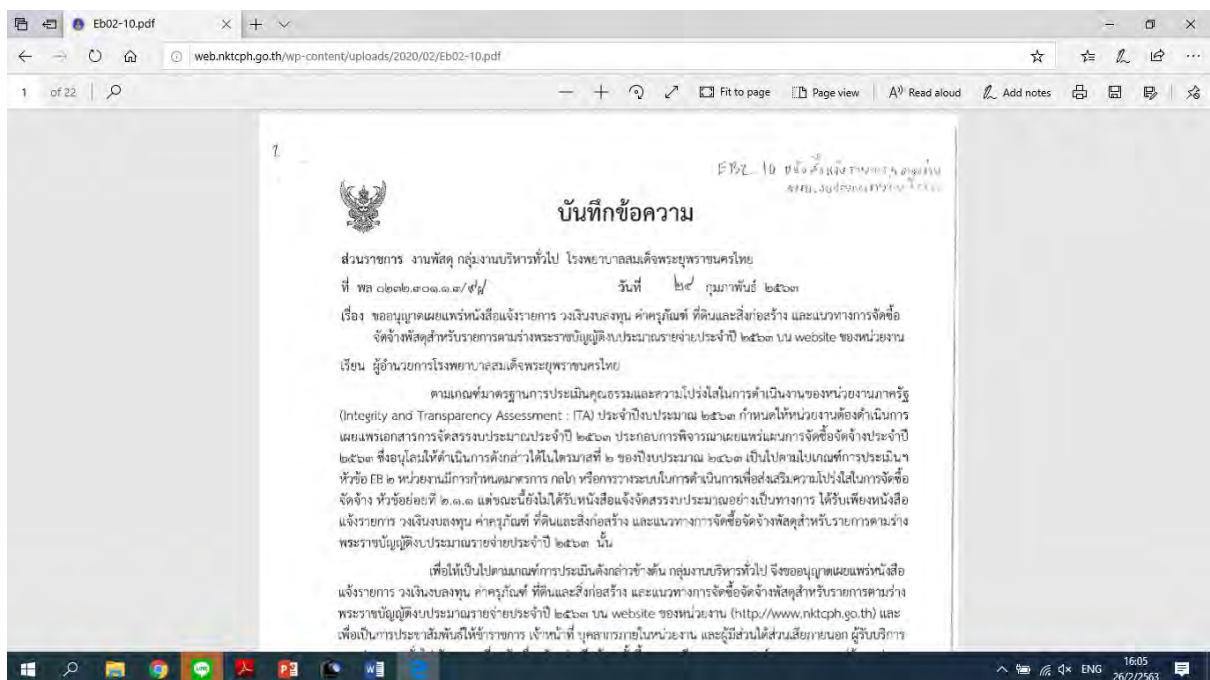 Eb02-10.pdf
web.nktcph.go.th/wp-content/uploads/2020/02/Eb02-10.pdf
1 of 22 Fit to page Page view Read aloud Add notes
EB2-10
บันทึกข้อความ
ส่วนราชการ งานพัสดุ กลุ่มงานบริหารทั่วไป โรงพยาบาลสมเด็จพระยุพราชนครไทย
ที่ พล ๐๒๓๒.๓๐๑.๑.๓/ วันที่ กุมภาพันธ์ ๒๕๖๓
เรื่อง ขออนุญาตเผยแพร่หนังสือแจ้งรายการ วงเงินงบลงทุน ค่าครุภัณฑ์ ที่ดินและสิ่งก่อสร้าง และแนวทางการจัดซื้อ
จัดจ้างพัสดุสำหรับรายการตามร่างพระราชบัญญัติงบประมาณรายจ่ายประจำปี ๒๕๖๓ บน website ของหน่วยงาน
เรียน ผู้อำนวยการโรงพยาบาลสมเด็จพระยุพราชนครไทย
ตามเกณฑ์มาตรฐานการประเมินคุณธรรมและความโปร่งใสในการดำเนินงานของหน่วยงานภาครัฐ
(Integrity and Transparency Assessment : ITA) ประจำปีงบประมาณ ๒๕๖๓ กำหนดให้หน่วยงานต้องดำเนินการ
เผยแพร่เอกสารการจัดสรรงบประมาณประจำปี ๒๕๖๓ ประกอบการพิจารณาเผยแพร่แผนการจัดซื้อจัดจ้างประจำปี
๒๕๖๓ ซึ่งอนุโลมให้ดำเนินการดังกล่าวได้ในไตรมาสที่ ๒ ของปีงบประมาณ ๒๕๖๓ เป็นไปตามไปเกณฑ์การประเมินฯ
หัวข้อ EB ๒ หน่วยงานมีการกำหนดมาตรการ กลไก หรือการวางระบบในการดำเนินการเพื่อส่งเสริมความโปร่งใสในการจัดซื้อ
จัดจ้าง หัวข้อย่อยที่ ๒.๑.๑ แต่ขณะนี้ยังไม่ได้รับหนังสือแจ้งจัดสรรงบประมาณอย่างเป็นทางการ ได้รับเพียงหนังสือ
แจ้งรายการ วงเงินงบลงทุน ค่าครุภัณฑ์ ที่ดินและสิ่งก่อสร้าง และแนวทางการจัดซื้อจัดจ้างพัสดุสำหรับรายการตามร่าง
พระราชบัญญัติงบประมาณรายจ่ายประจำปี ๒๕๖๓ นั้น
เพื่อให้เป็นไปตามเกณฑ์การประเมินดังกล่าวข้างต้น กลุ่มงานบริหารทั่วไป จึงขออนุญาตเผยแพร่หนังสือ
แจ้งรายการ วงเงินงบลงทุน ค่าครุภัณฑ์ ที่ดินและสิ่งก่อสร้าง และแนวทางการจัดซื้อจัดจ้างพัสดุสำหรับรายการตามร่าง
พระราชบัญญัติงบประมาณรายจ่ายประจำปี ๒๕๖๓ บน website ของหน่วยงาน (http://www.nktcph.go.th) และ
เพื่อเป็นการประชาสัมพันธ์ให้ข้าราชการ เจ้าหน้าที่ บุคลากรภายในหน่วยงาน และผู้มีส่วนได้ส่วนเสียภายนอก ผู้รับบริการ
ENG 16:05
26/2/2563